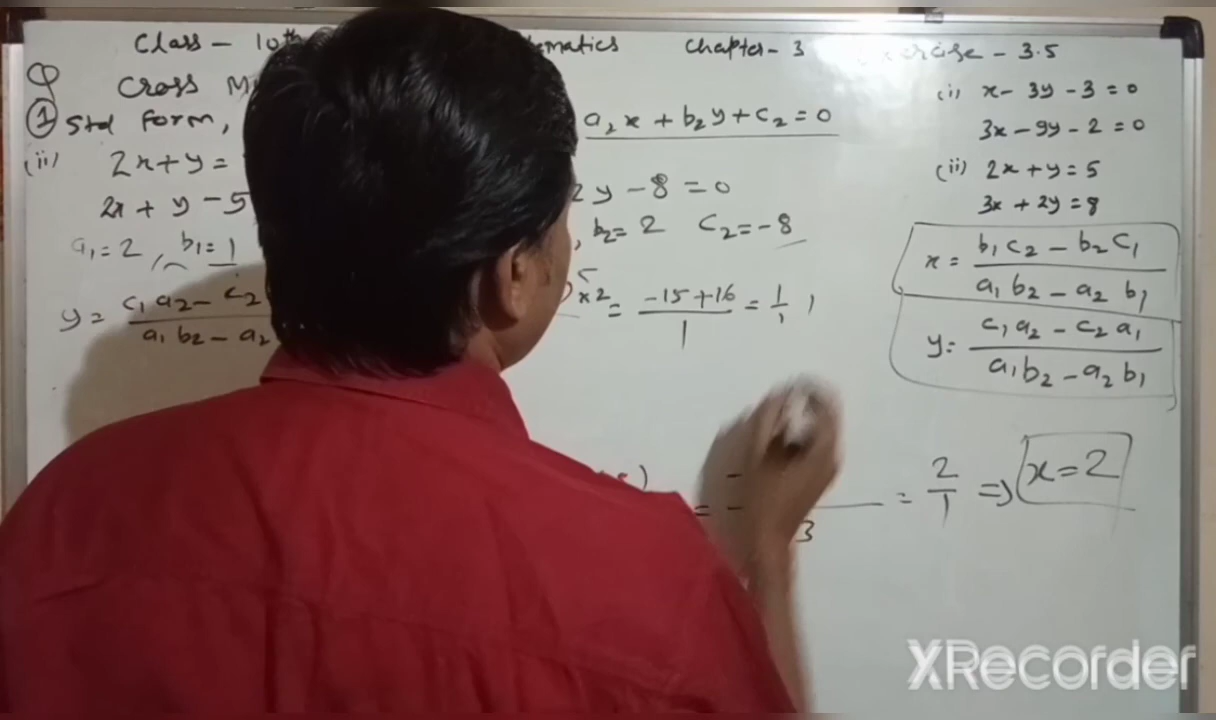 Class - 10th ematics Chapter - 3 Exercise - 3.5
Q Cross M
① Std form, a₂x + b₂y + c₂ = 0
(ii) 2x + y =
2x + y - 5 2y - 8 = 0
a₁ = 2, b₁ = 1 , b₂ = 2 c₂ = -8
y = c₁a₂ - c₂ / a₁b₂ - a₂ ×2 = -15 + 16 / 1 = 1/1 ,
= 3 = 2/1 ⇒ x = 2
(i) x - 3y - 3 = 0
3x - 9y - 2 = 0
(ii) 2x + y = 5
3x + 2y = 8
x = b₁c₂ - b₂c₁ / a₁b₂ - a₂b₁
y = c₁a₂ - c₂a₁ / a₁b₂ - a₂b₁
XRecorder